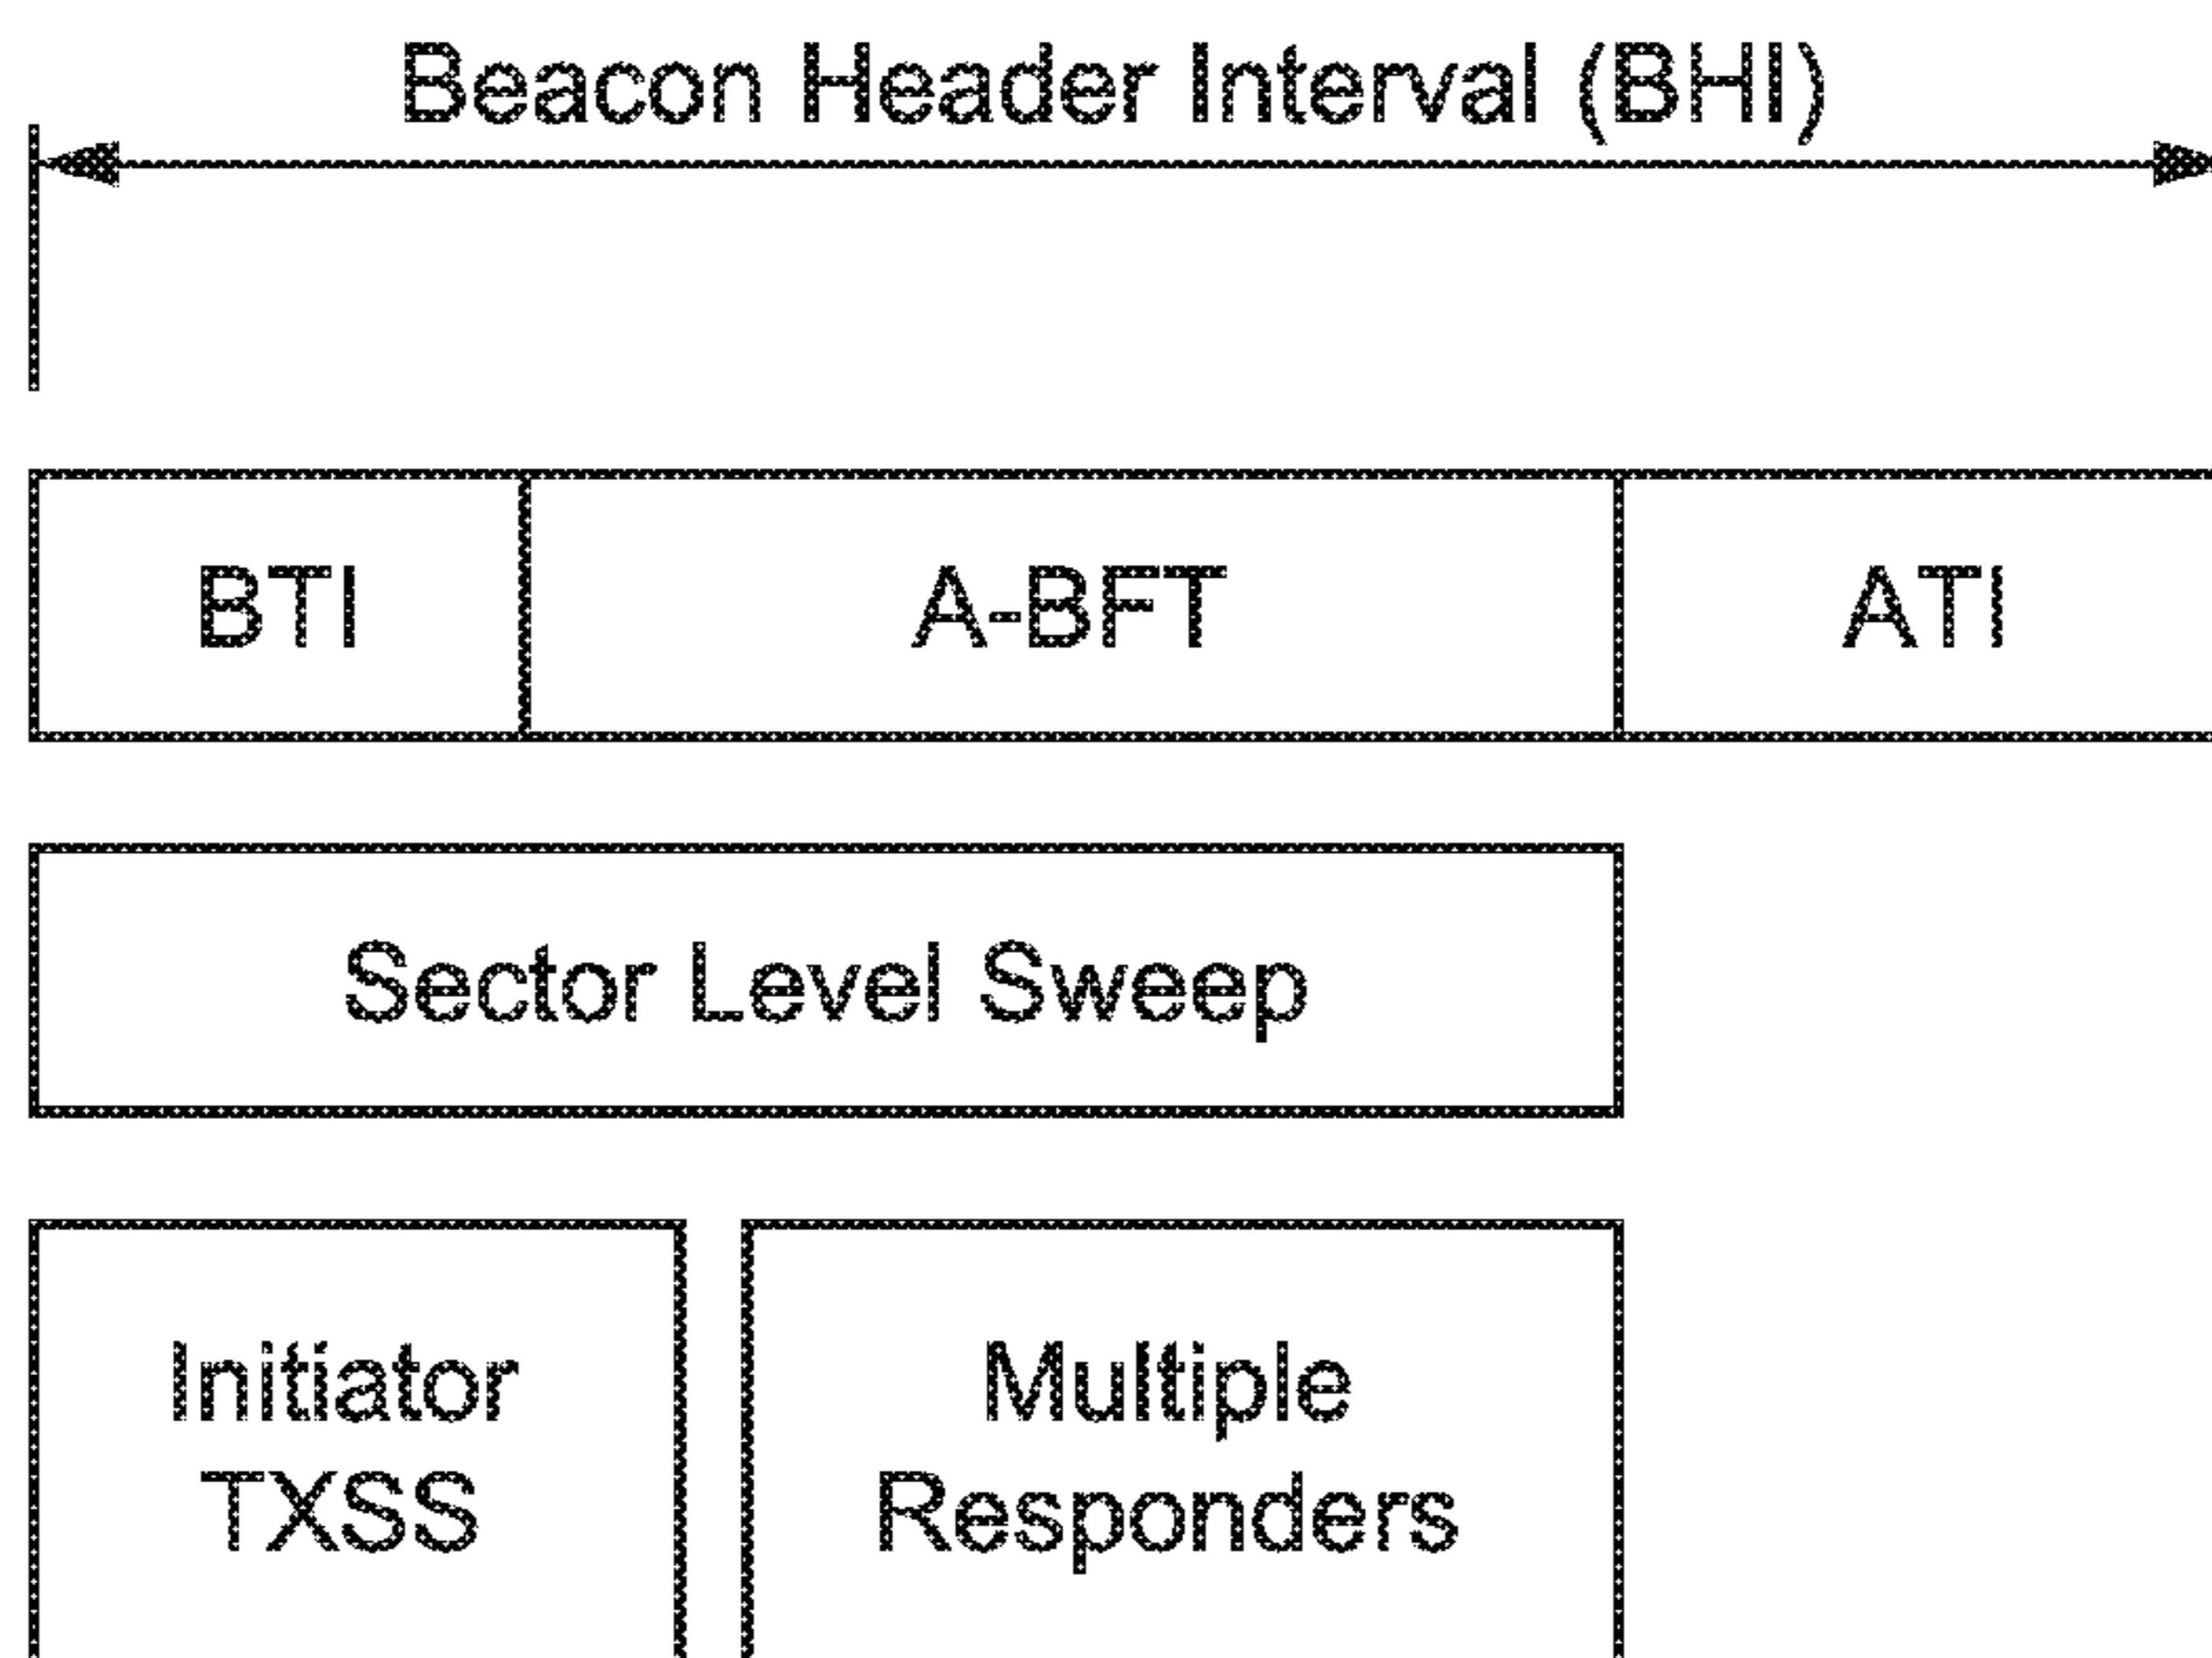 Beacon Header Interval (BHI)
BTI
A-BFT
ATI
Sector Level Sweep
Initiator
TXSS
Multiple
Responders